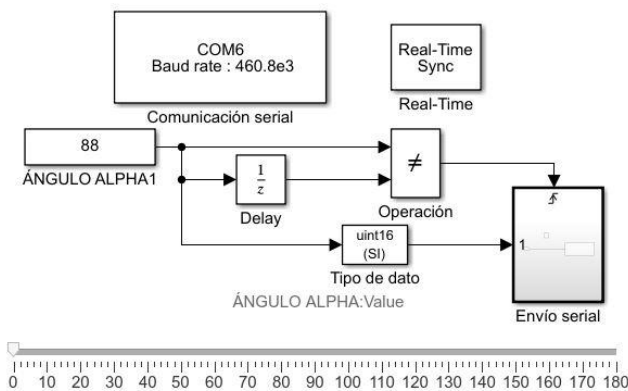 COM6
Baud rate : 460.8e3
Comunicación serial
Real-Time
Sync
Real-Time
88
ÁNGULO ALPHA1
1
z
Delay
≠
Operación
uint16
(SI)
Tipo de dato
1
Envío serial
ÁNGULO ALPHA:Value
0 10 20 30 40 50 60 70 80 90 100 110 120 130 140 150 160 170 180